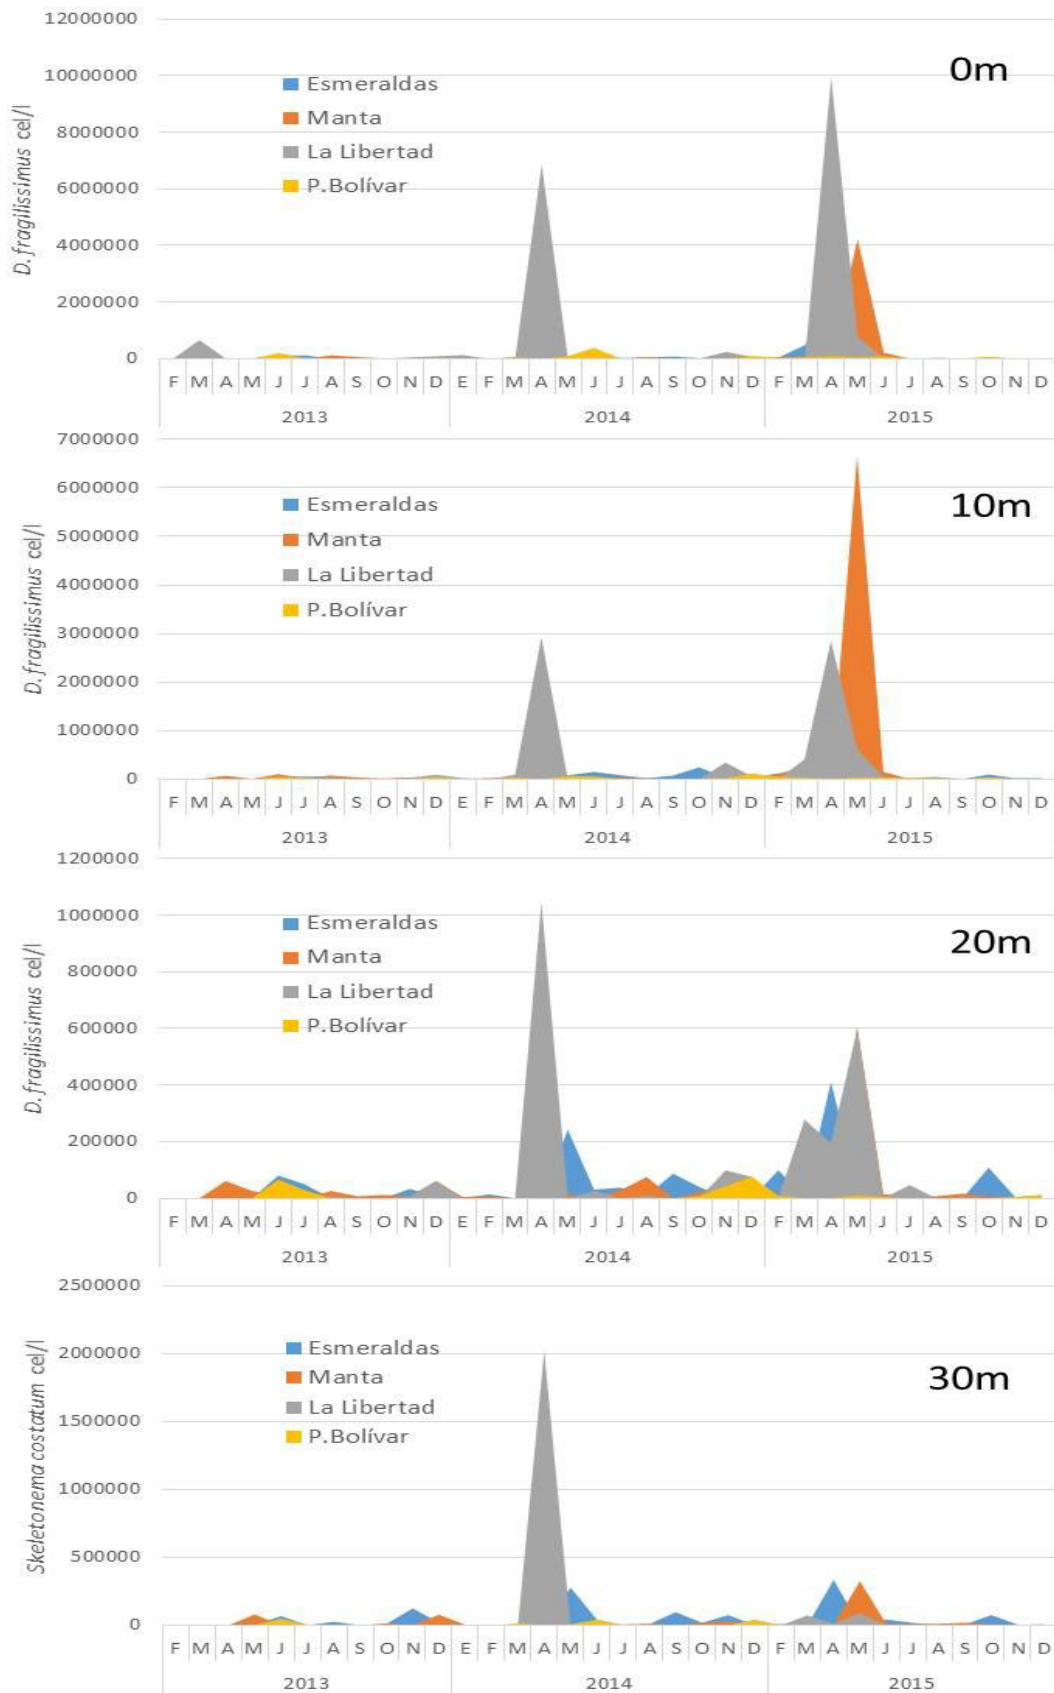 12000000
10000000
8000000
6000000
4000000
2000000
0
D. fragilissimus cel/l
0m
Esmeraldas
Manta
La Libertad
P.Bolívar
F M A M J J A S O N D E F M A M J J A S O N D E F M A M J J A S O N D
2013 2014 2015
7000000
6000000
5000000
4000000
3000000
2000000
1000000
0
D. fragilissimus cel/l
10m
Esmeraldas
Manta
La Libertad
P.Bolívar
F M A M J J A S O N D E F M A M J J A S O N D F M A M J J A S O N D
2013 2014 2015
1200000
1000000
800000
600000
400000
200000
0
D. fragilissimus cel/l
20m
Esmeraldas
Manta
La Libertad
P.Bolívar
F M A M J J A S O N D E F M A M J J A S O N D F M A M J J A S O N D
2013 2014 2015
2500000
2000000
1500000
1000000
500000
0
Skeletonema costatum cel/l
30m
Esmeraldas
Manta
La Libertad
P.Bolívar
F M A M J J A S O N D E F M A M J J A S O N D F M A M J J A S O N D
2013 2014 2015